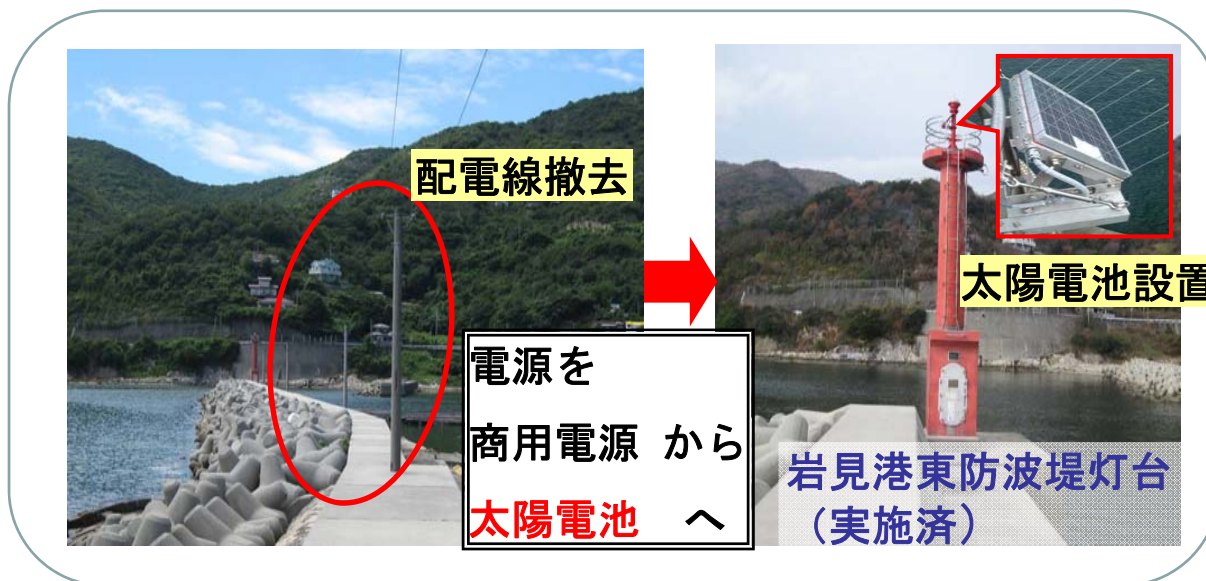 配電線撤去
太陽電池設置
電源を
商用電源 から
太陽電池 へ
岩見港東防波堤灯台
（実施済）